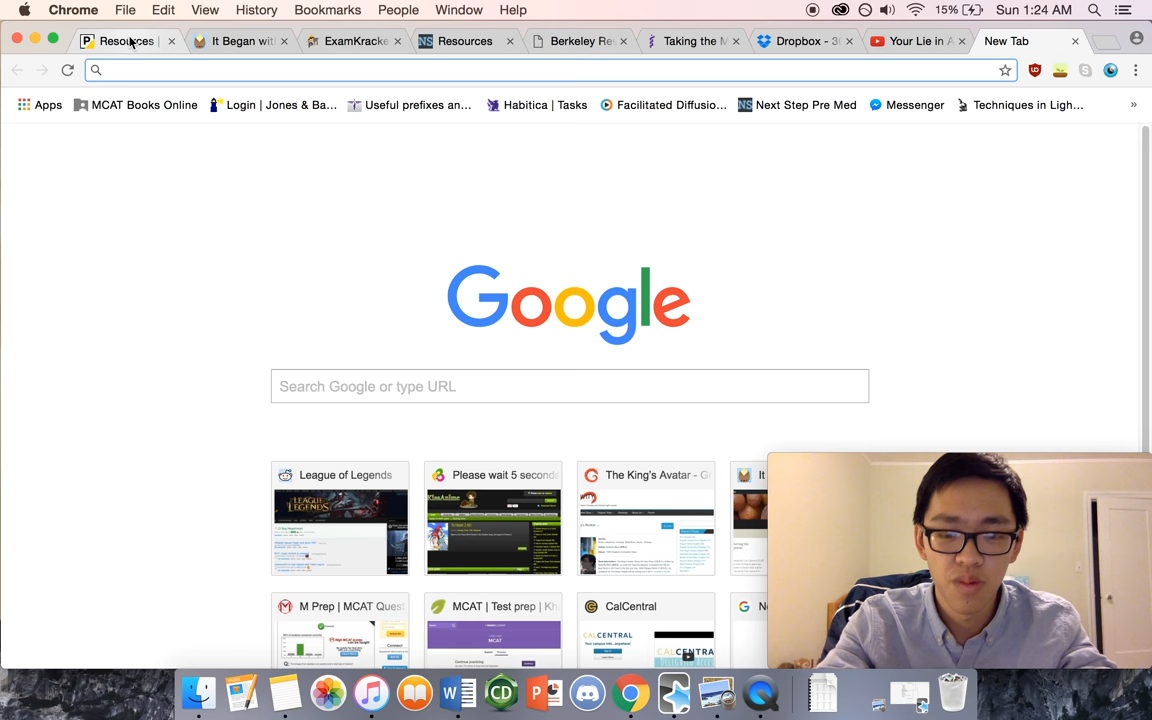 Chrome File Edit View History Bookmarks People Window Help 15% Sun 1:24 AM
Resources It Began wit ExamKracke Resources Berkeley Re Taking the M Dropbox - 3 Your Lie in A New Tab
Apps MCAT Books Online Login | Jones & Ba... Useful prefixes an... Habitica | Tasks Facilitated Diffusio... Next Step Pre Med Messenger Techniques in Ligh... »
Google
Search Google or type URL
League of Legends Please wait 5 seconds The King's Avatar - G It
M Prep | MCAT Quest MCAT | Test prep | Kh CalCentral